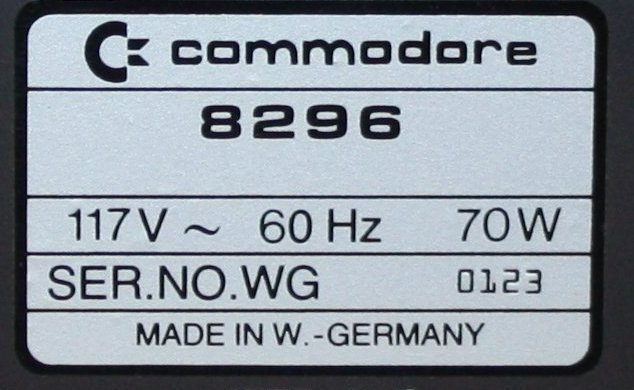 commodore
8296
117V ~ 60 Hz 70W
SER.NO.WG 0123
MADE IN W.-GERMANY